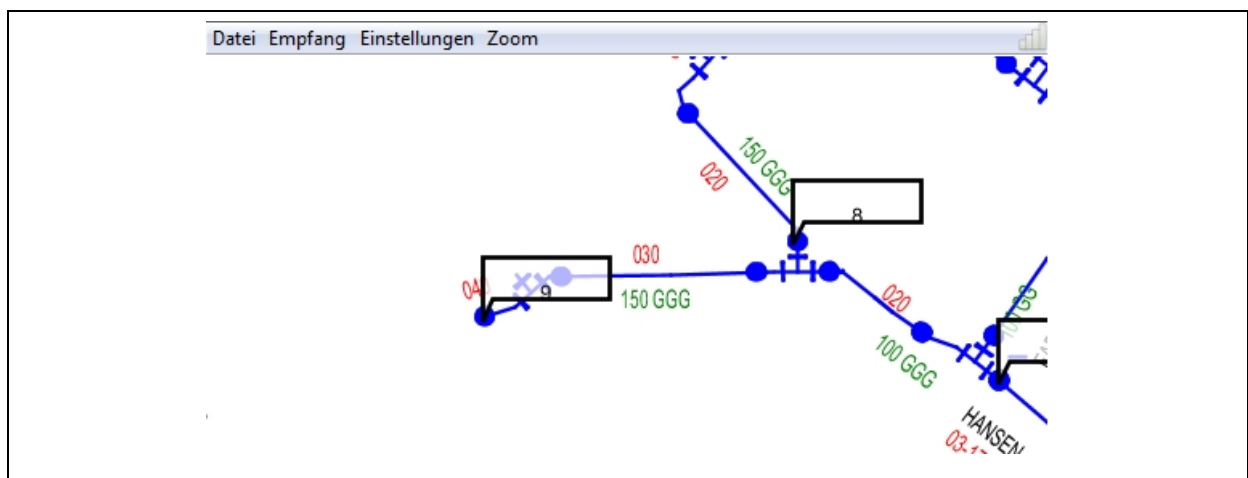 Datei Empfang Einstellungen Zoom
150 GGG
020
8
030
9
150 GGG
020
100 GGG
HANSEN